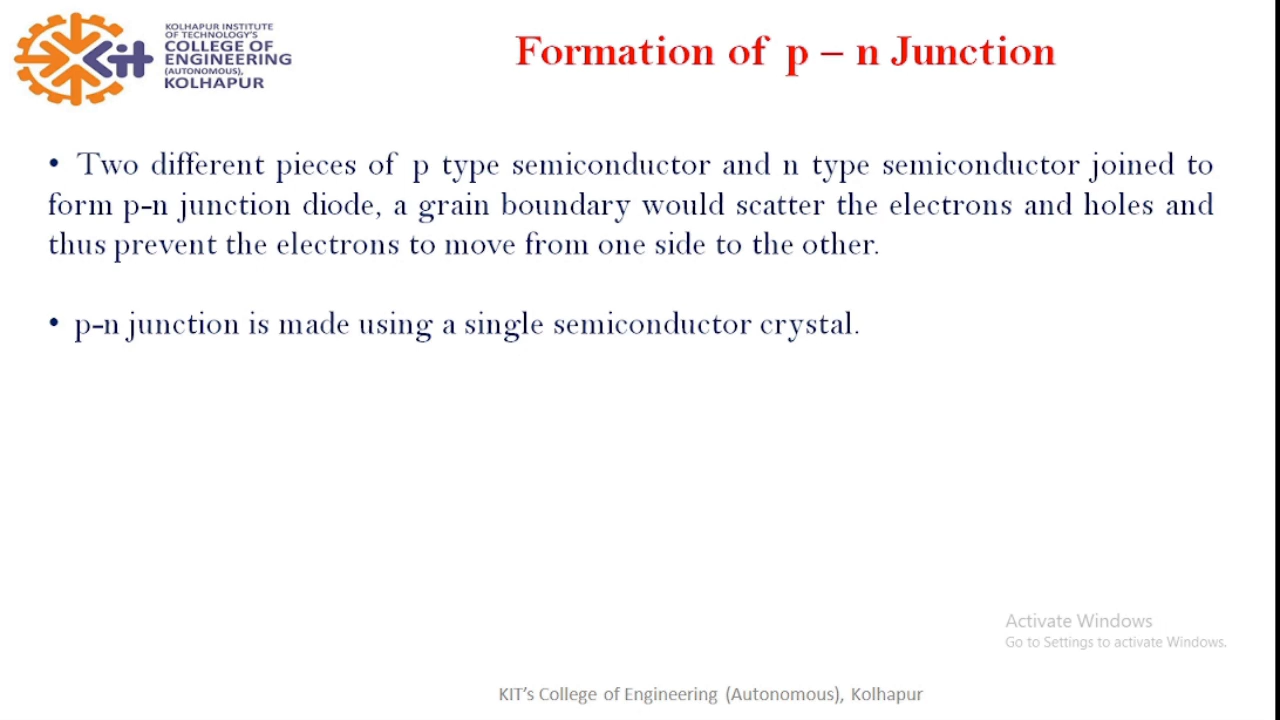 KOLHAPUR INSTITUTE
OF TECHNOLOGY'S
COLLEGE OF
ENGINEERING
(AUTONOMOUS),
KOLHAPUR
kit
Formation of p – n Junction
• Two different pieces of p type semiconductor and n type semiconductor joined to
form p-n junction diode, a grain boundary would scatter the electrons and holes and
thus prevent the electrons to move from one side to the other.
• p-n junction is made using a single semiconductor crystal.
Activate Windows
Go to Settings to activate Windows.
KIT's College of Engineering (Autonomous), Kolhapur